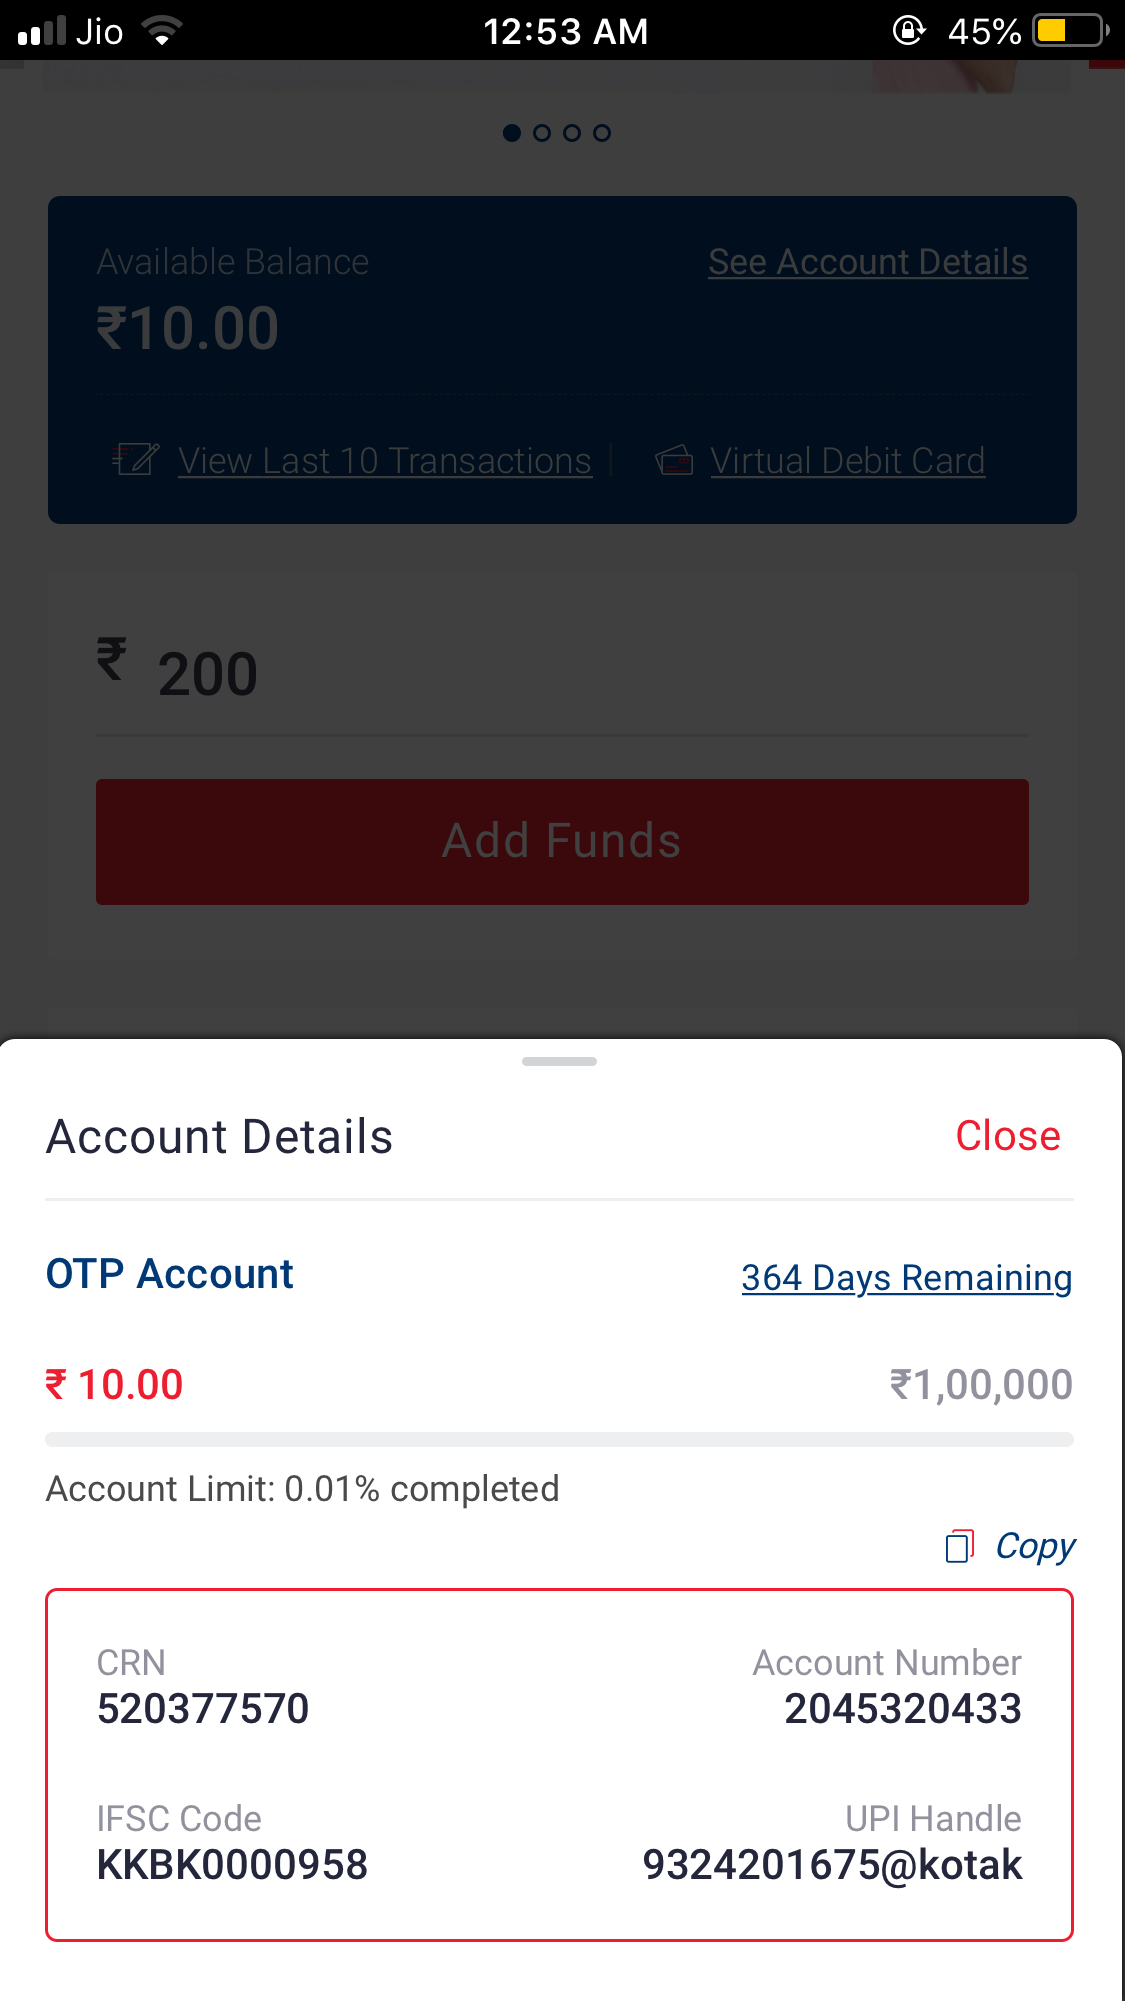 Jio 12:53 AM 45%
Available Balance See Account Details
₹10.00
View Last 10 Transactions Virtual Debit Card
₹ 200
Add Funds
Account Details Close
OTP Account 364 Days Remaining
₹ 10.00 ₹1,00,000
Account Limit: 0.01% completed
Copy
CRN Account Number
520377570 2045320433
IFSC Code UPI Handle
KKBK0000958 9324201675@kotak